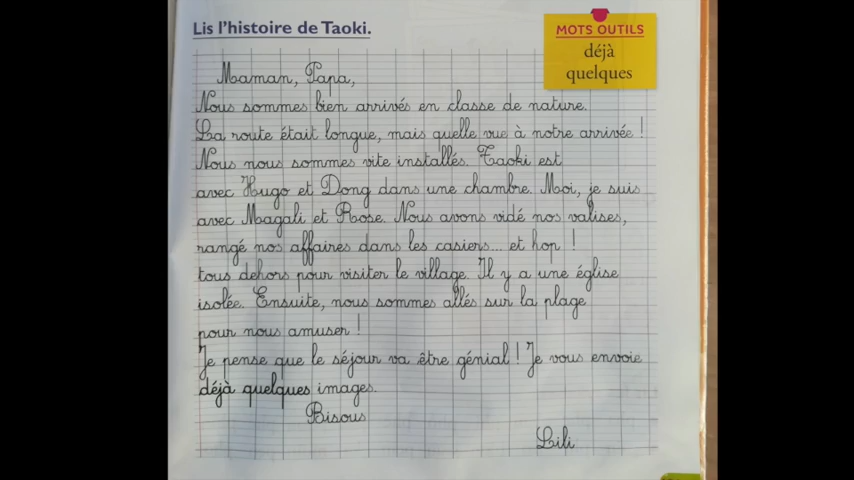 Lis l'histoire de Taoki.
MOTS OUTILS
déjà
quelques
Maman, Papa,
Nous sommes bien arrivés en classe de nature.
La route était longue, mais quelle vue à notre arrivée !
Nous nous sommes vite installés. Taoki est
avec Hugo et Dong dans une chambre. Moi, je suis
avec Magali et Rose. Nous avons vidé nos valises,
rangé nos affaires dans les casiers... et hop !
tous dehors pour visiter le village. Il y a une église
isolée. Ensuite, nous sommes allés sur la plage
pour nous amuser !
Je pense que le séjour va être génial ! Je vous envoie
déjà quelques images.
Bisous
Lili